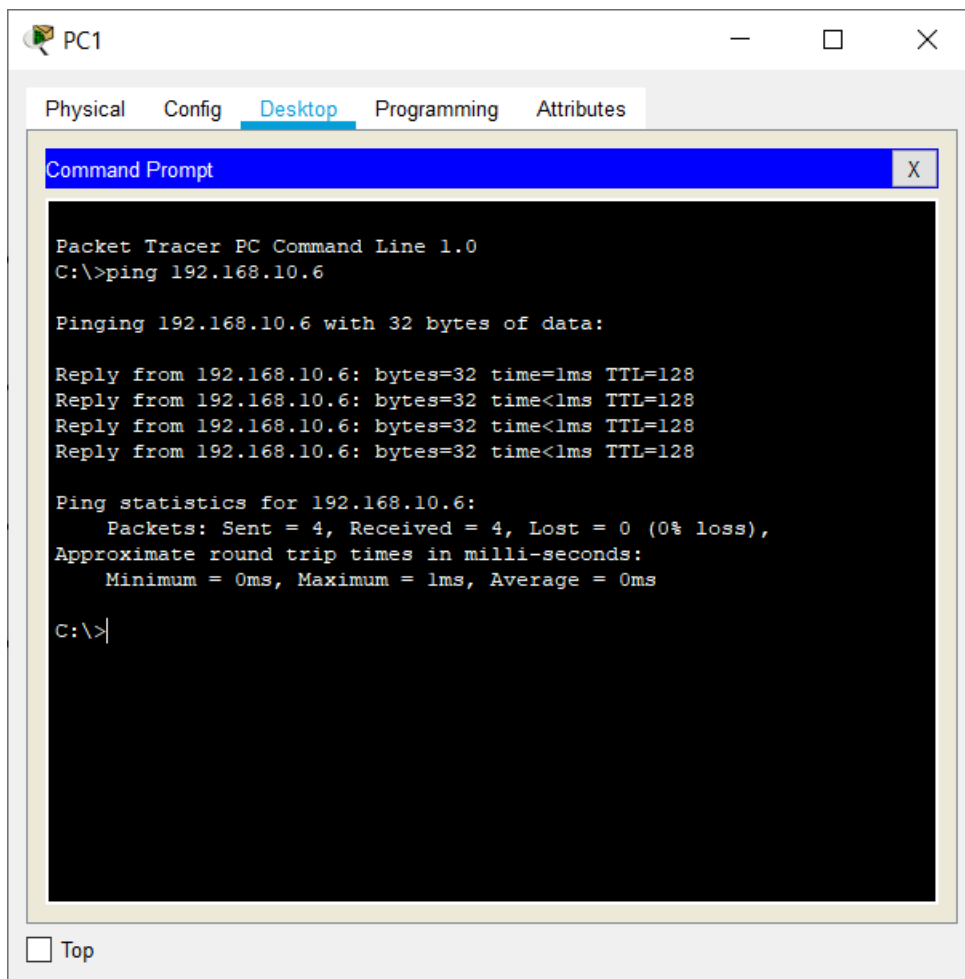 PC1
Physical Config Desktop Programming Attributes
Command Prompt X
Packet Tracer PC Command Line 1.0
C:\>ping 192.168.10.6
Pinging 192.168.10.6 with 32 bytes of data:
Reply from 192.168.10.6: bytes=32 time=1ms TTL=128
Reply from 192.168.10.6: bytes=32 time<1ms TTL=128
Reply from 192.168.10.6: bytes=32 time<1ms TTL=128
Reply from 192.168.10.6: bytes=32 time<1ms TTL=128
Ping statistics for 192.168.10.6:
Packets: Sent = 4, Received = 4, Lost = 0 (0% loss),
Approximate round trip times in milli-seconds:
Minimum = 0ms, Maximum = 1ms, Average = 0ms
C:\>
Top